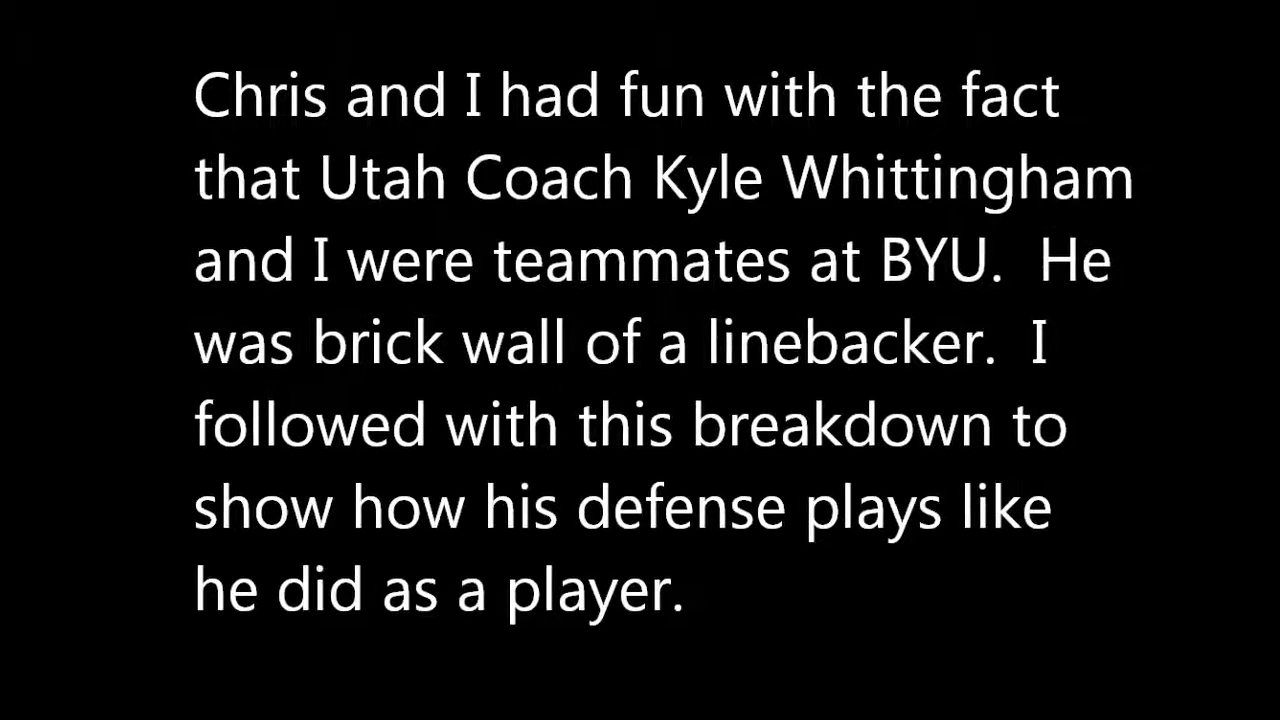 Chris and I had fun with the fact
that Utah Coach Kyle Whittingham
and I were teammates at BYU.  He
was brick wall of a linebacker.  I
followed with this breakdown to
show how his defense plays like
he did as a player.